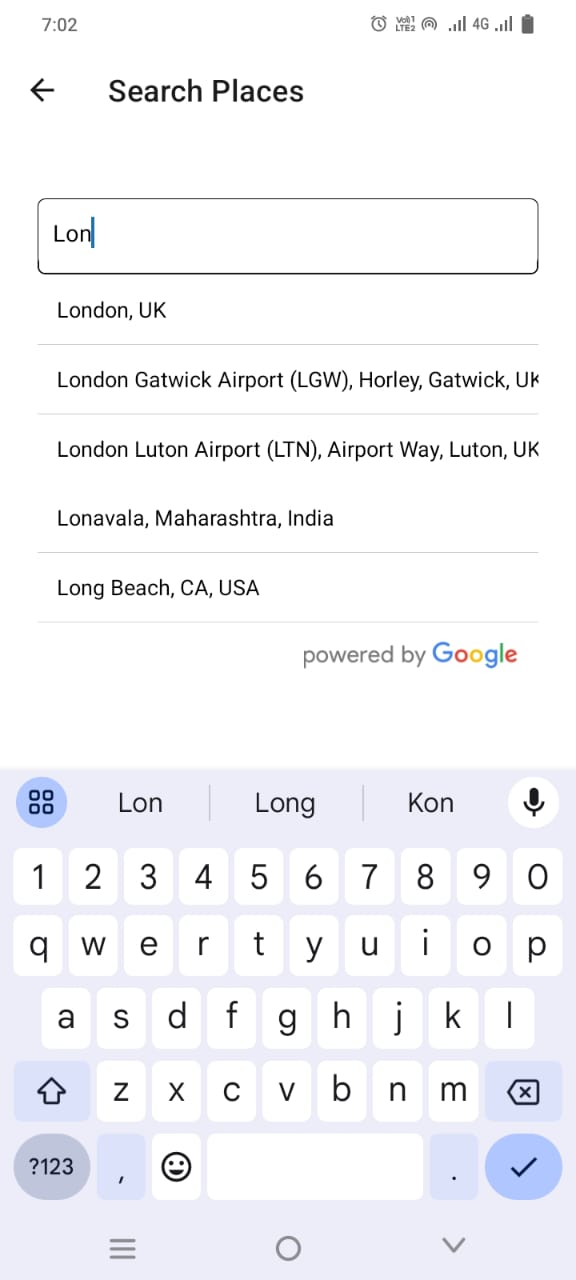 7:02
Vo))1 LTE2 4G
Search Places
Lon
London, UK
London Gatwick Airport (LGW), Horley, Gatwick, UK
London Luton Airport (LTN), Airport Way, Luton, UK
Lonavala, Maharashtra, India
Long Beach, CA, USA
powered by Google
Lon Long Kon
1 2 3 4 5 6 7 8 9 0
q w e r t y u i o p
a s d f g h j k l
z x c v b n m
?123 , .